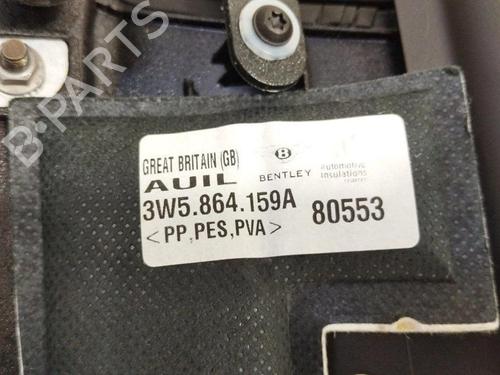 GREAT BRITAIN (GB)
AUIL
B
BENTLEY
Automotive
Insulations
3W5.864.159A
80553
<PP,PES,PVA>
B-PARTS